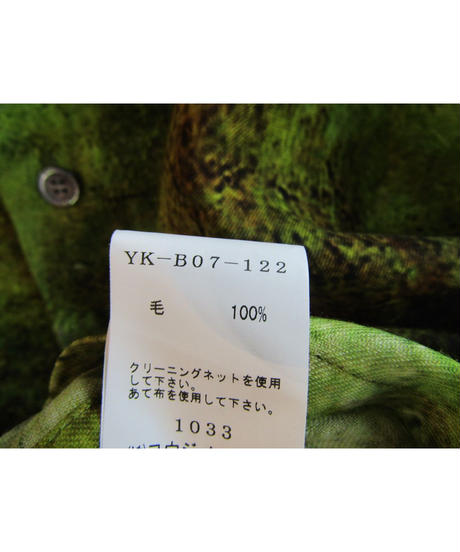 YK-B07-122
毛 100%
クリーニングネットを使用
して下さい。
あて布を使用して下さい。
1033